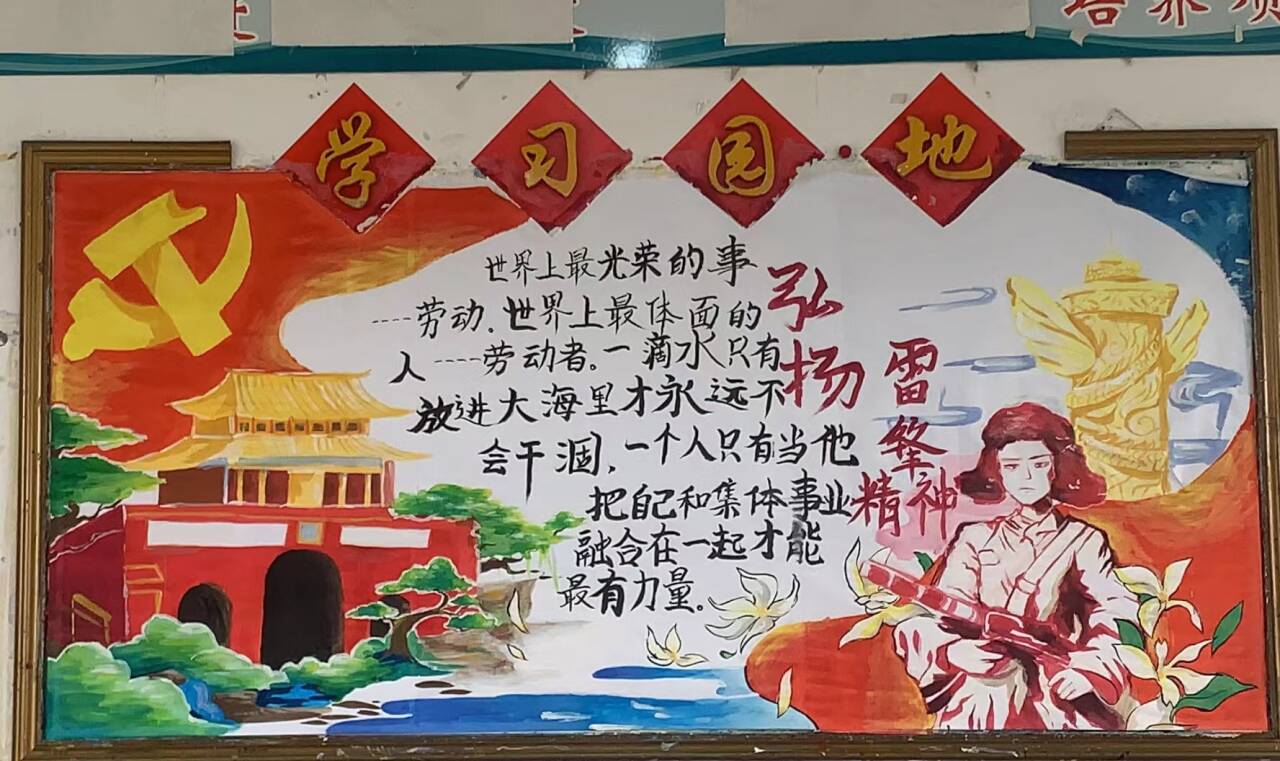 培养
学习园地
世界上最光荣的事
----劳动.世界上最体面的
人----劳动者。一滴水只有
放进大海里才永远不
会干涸,一个人只有当他
把自己和集体事业
融合在一起才能
最有力量。
弘扬
雷锋
精神